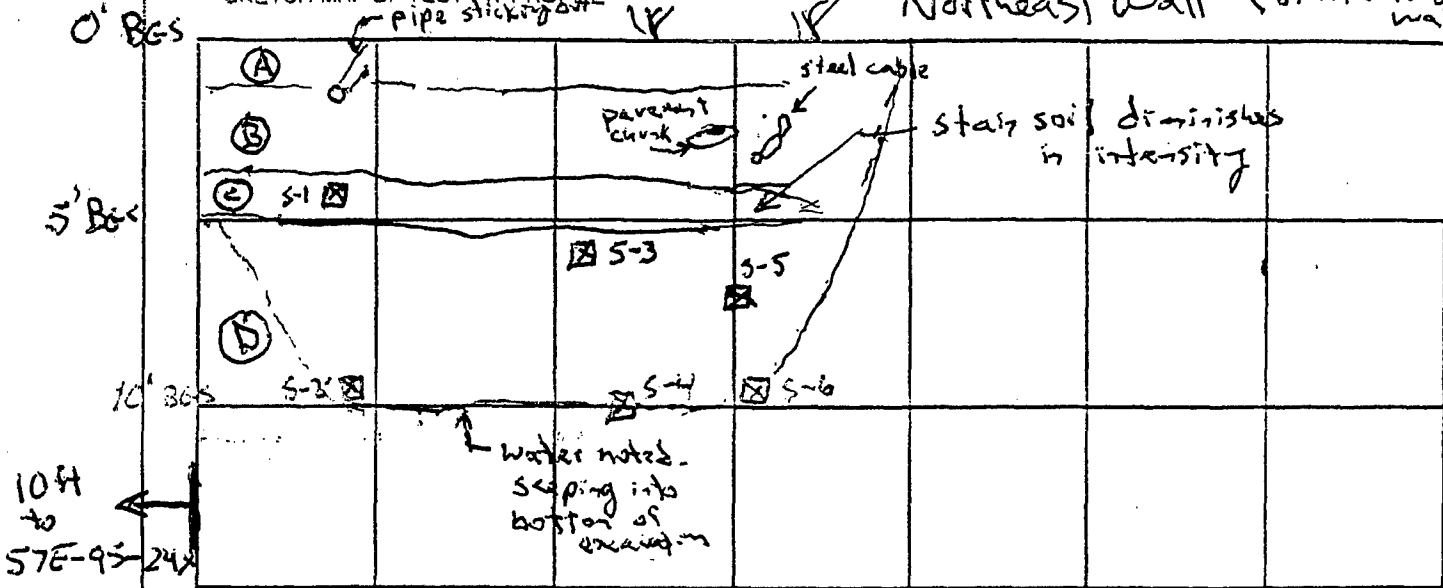 pipe sticking out
Northeast Wall
0' BGS
A
steel cable
pavement
chunk
B
stain soil diminishes
in intensity
C
S-1
5' BGS
S-3
S-5
D
10' BGS
S-4
S-6
water noted
seeping into
bottom of
excavation
10 ft
to
57E-95-24X